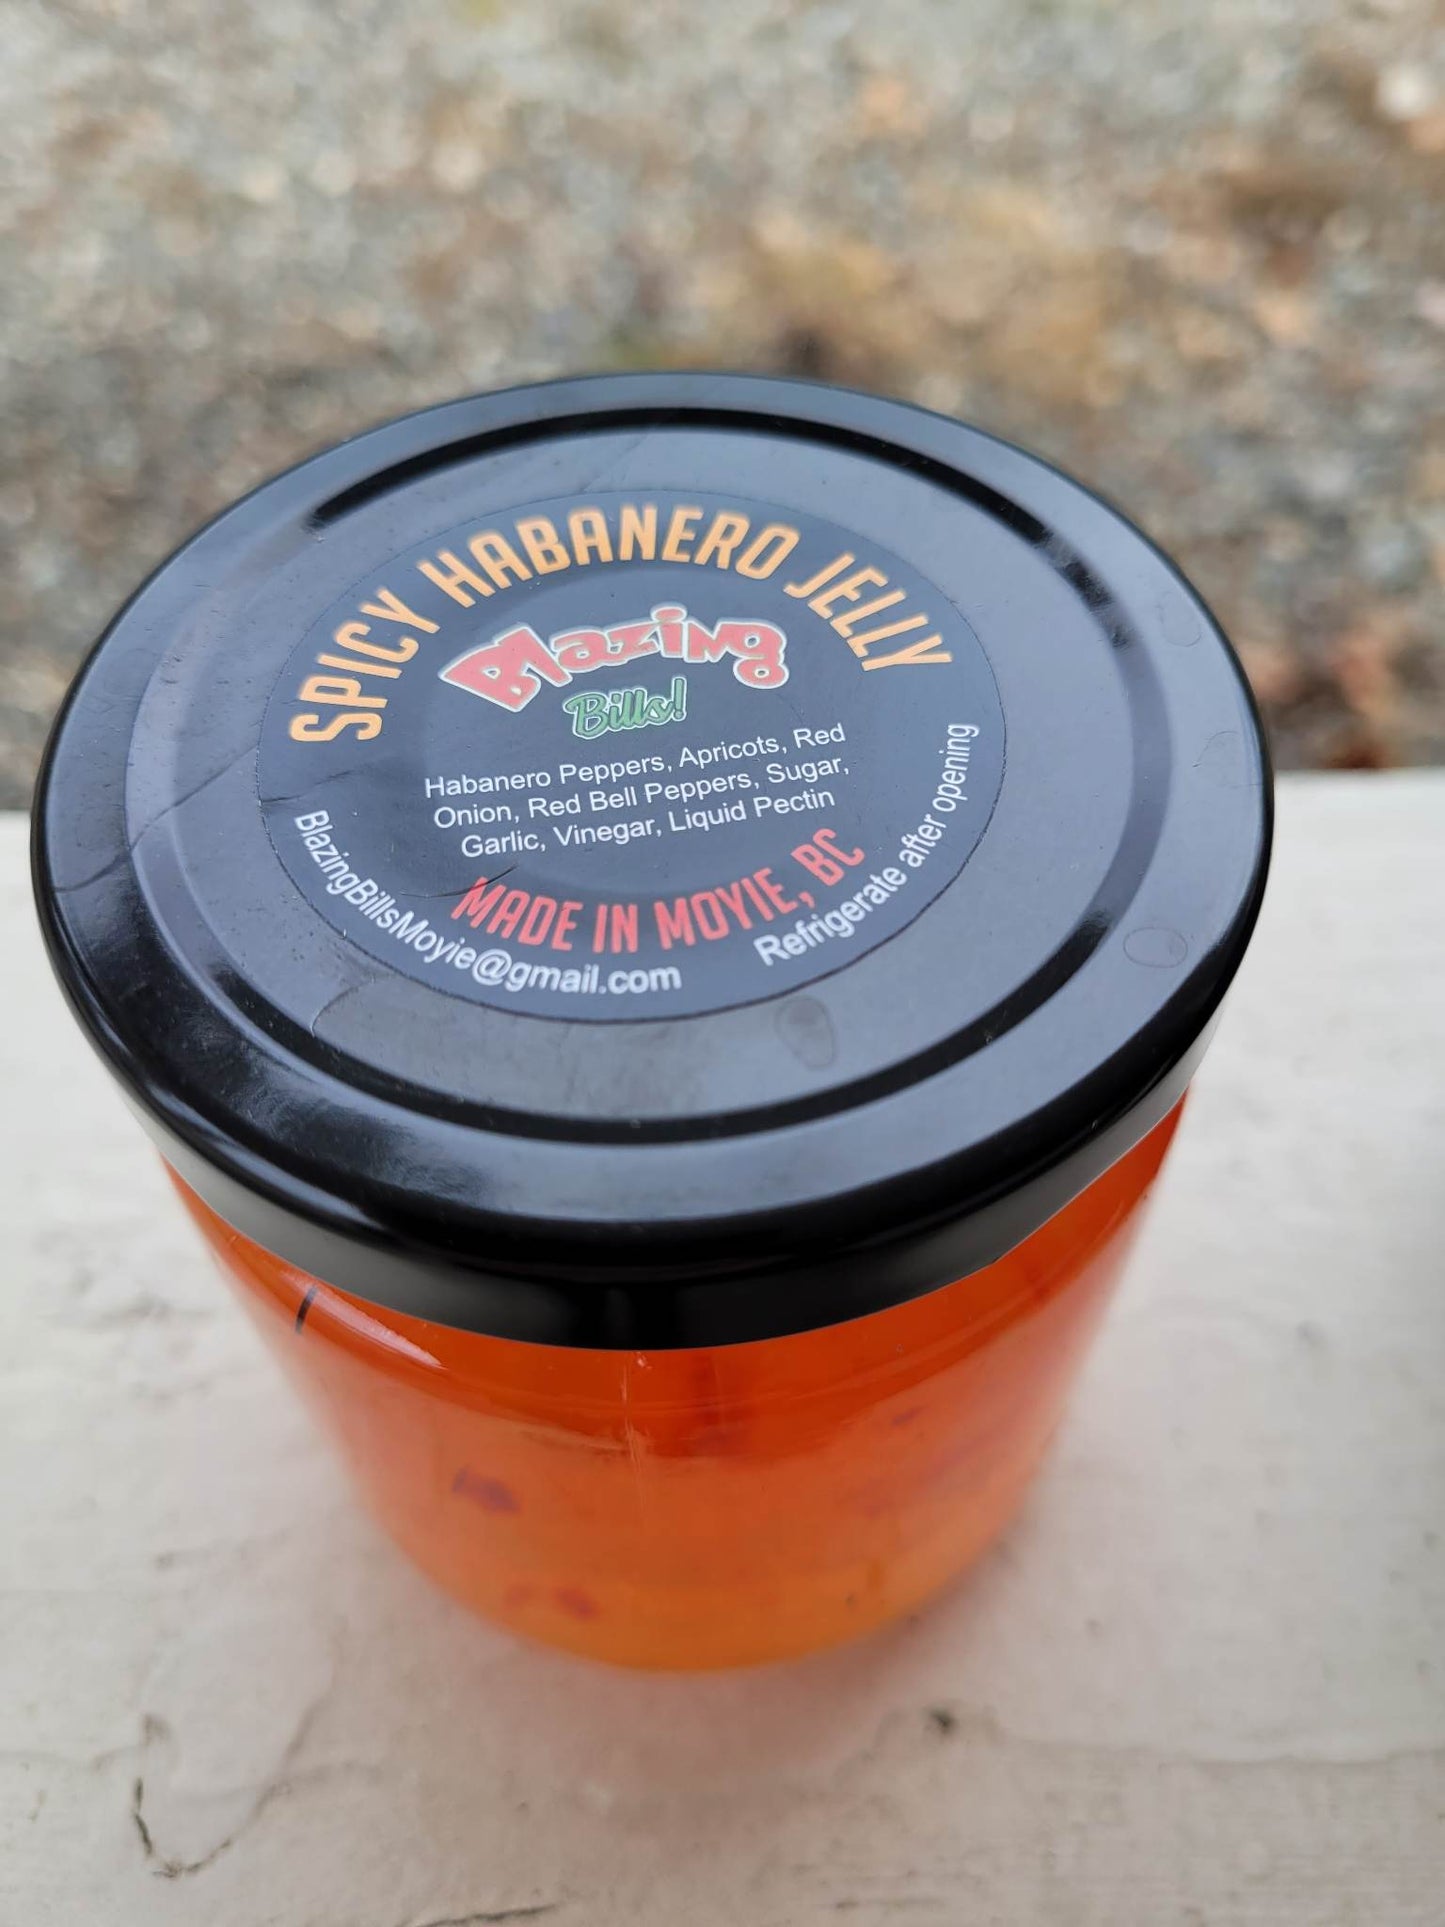 SPICY HABANERO JELLY
Blazing
Bills!
Habanero Peppers, Apricots, Red
Onion, Red Bell Peppers, Sugar,
Garlic, Vinegar, Liquid Pectin
MADE IN MOYIE, BC
BlazingBillsMoyie@gmail.com
Refrigerate after opening